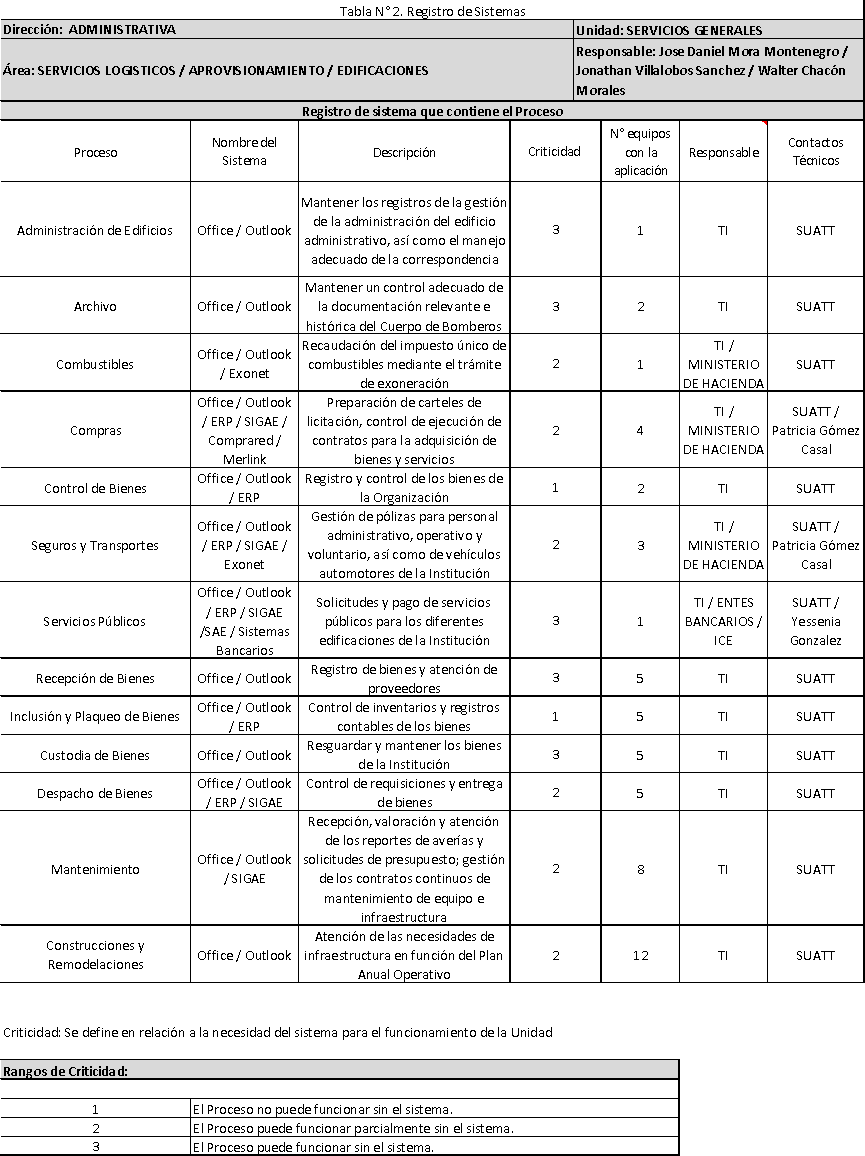 Tabla N° 2. Registro de Sistemas
Dirección: ADMINISTRATIVA
Unidad: SERVICIOS GENERALES
Área: SERVICIOS LOGISTICOS / APROVISIONAMIENTO / EDIFICACIONES
Responsable: Jose Daniel Mora Montenegro /
Jonathan Villalobos Sanchez / Walter Chacón
Morales
Registro de sistema que contiene el Proceso
Proceso
Nombre del
Sistema
Descripción
Criticidad
N° equipos
con la
aplicación
Responsable
Contactos
Técnicos
Administración de Edificios
Office / Outlook
Mantener los registros de la gestión
de la administración del edificio
administrativo, así como el manejo
adecuado de la correspondencia
3
1
TI
SUATT
Archivo
Office / Outlook
Mantener un control adecuado de
la documentación relevante e
histórica del Cuerpo de Bomberos
3
2
TI
SUATT
Combustibles
Office / Outlook
/ Exonet
Recaudación del impuesto único de
combustibles mediante el trámite
de exoneración
2
1
TI /
MINISTERIO
DE HACIENDA
SUATT
Compras
Office / Outlook
/ ERP / SIGAE /
Comprared /
Merlink
Preparación de carteles de
licitación, control de ejecución de
contratos para la adquisición de
bienes y servicios
2
4
TI /
MINISTERIO
DE HACIENDA
SUATT /
Patricia Gómez
Casal
Control de Bienes
Office / Outlook
/ ERP
Registro y control de los bienes de
la Organización
1
2
TI
SUATT
Seguros y Transportes
Office / Outlook
/ ERP / SIGAE /
Exonet
Gestión de pólizas para personal
administrativo, operativo y
voluntario, así como de vehículos
automotores de la Institución
2
3
TI /
MINISTERIO
DE HACIENDA
SUATT /
Patricia Gómez
Casal
Servicios Públicos
Office / Outlook
/ ERP / SIGAE
/SAE / Sistemas
Bancarios
Solicitudes y pago de servicios
públicos para los diferentes
edificaciones de la Institución
3
1
TI / ENTES
BANCARIOS /
ICE
SUATT /
Yessenia
Gonzalez
Recepción de Bienes
Office / Outlook
Registro de bienes y atención de
proveedores
3
5
TI
SUATT
Inclusión y Plaqueo de Bienes
Office / Outlook
/ ERP
Control de inventarios y registros
contables de los bienes
1
5
TI
SUATT
Custodia de Bienes
Office / Outlook
Resguardar y mantener los bienes
de la Institución
3
5
TI
SUATT
Despacho de Bienes
Office / Outlook
/ ERP / SIGAE
Control de requisiciones y entrega
de bienes
2
5
TI
SUATT
Mantenimiento
Office / Outlook
/ SIGAE
Recepción, valoración y atención
de los reportes de averías y
solicitudes de presupuesto; gestión
de los contratos continuos de
mantenimiento de equipo e
infraestructura
2
8
TI
SUATT
Construcciones y
Remodelaciones
Office / Outlook
Atención de las necesidades de
infraestructura en función del Plan
Anual Operativo
2
12
TI
SUATT
Criticidad: Se define en relación a la necesidad del sistema para el funcionamiento de la Unidad
Rangos de Criticidad:
1
El Proceso no puede funcionar sin el sistema.
2
El Proceso puede funcionar parcialmente sin el sistema.
3
El Proceso puede funcionar sin el sistema.